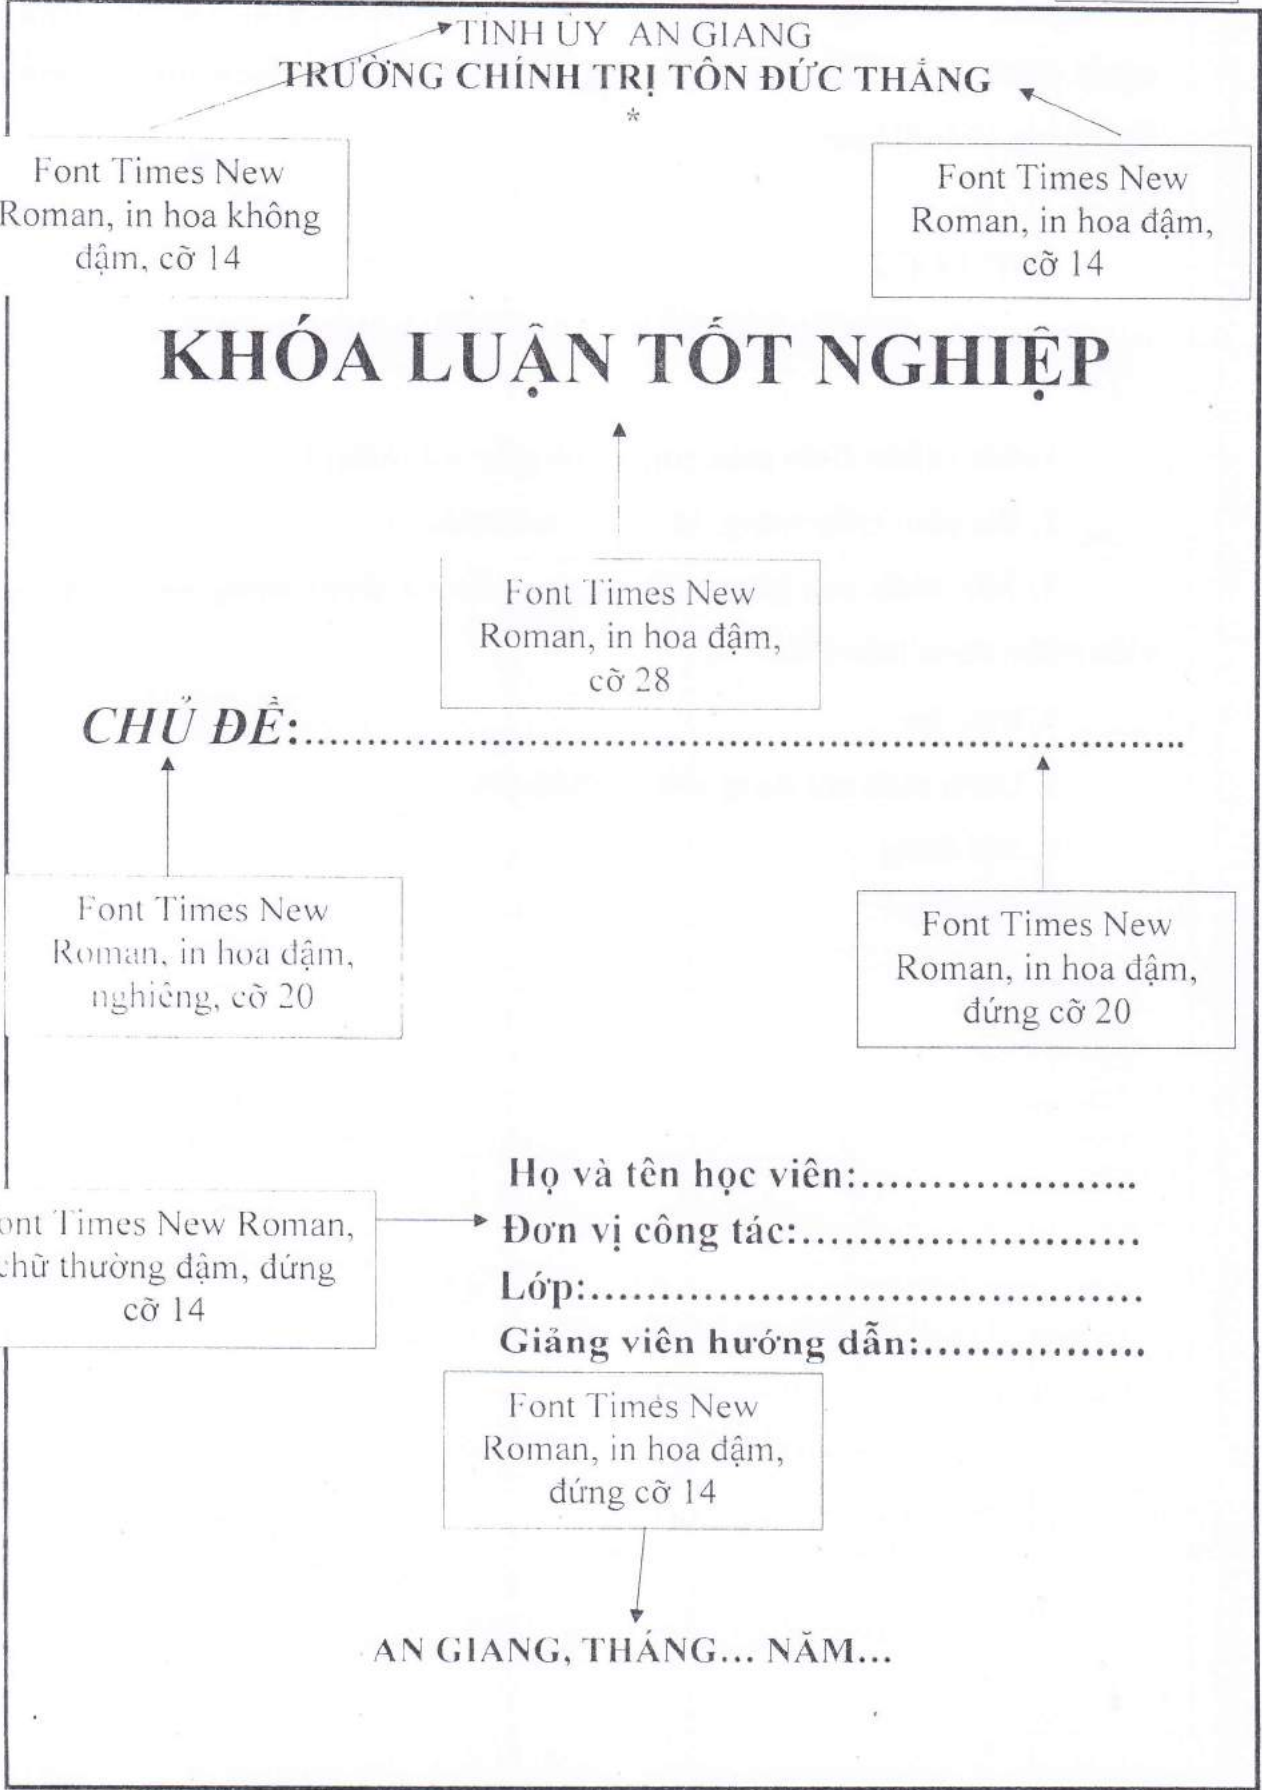 TỈNH ỦY AN GIANG
TRƯỜNG CHÍNH TRỊ TÔN ĐỨC THẮNG
*
Font Times New
Roman, in hoa không
đậm, cỡ 14
Font Times New
Roman, in hoa đậm,
cỡ 14
KHÓA LUẬN TỐT NGHIỆP
Font Times New
Roman, in hoa đậm,
cỡ 28
CHỦ ĐỀ:......................................................................
Font Times New
Roman, in hoa đậm,
nghiêng, cỡ 20
Font Times New
Roman, in hoa đậm,
đứng cỡ 20
Họ và tên học viên:....................
Đơn vị công tác:........................
Lớp:.......................................
Giảng viên hướng dẫn:................
ont Times New Roman,
chữ thường đậm, đứng
cỡ 14
Font Times New
Roman, in hoa đậm,
đứng cỡ 14
AN GIANG, THÁNG... NĂM...